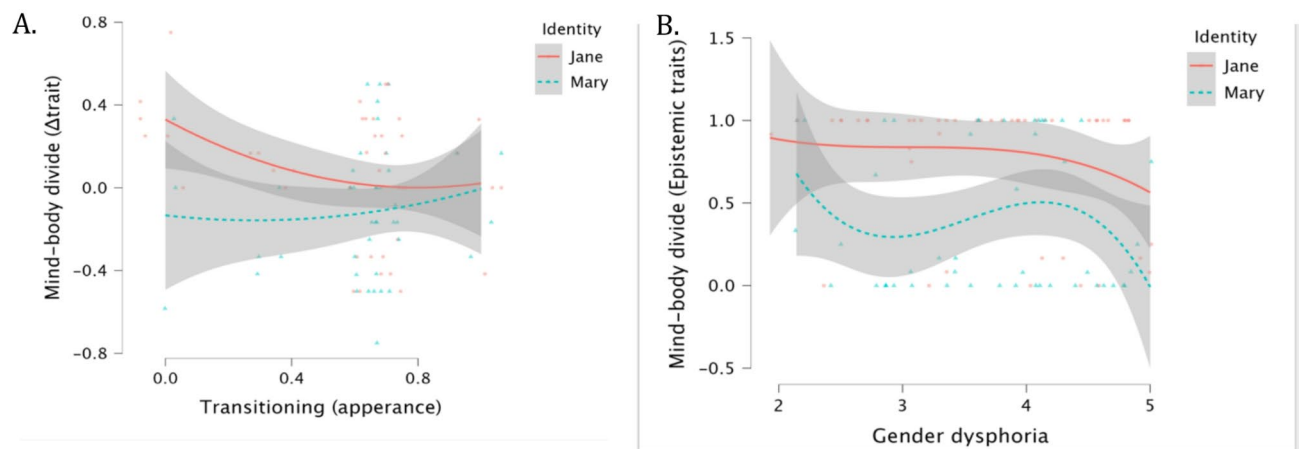 A.
Identity
Jane
Mary
Mind-body divide (Δtrait)
0.8
0.4
0.0
−0.4
−0.8
0.0 0.4 0.8
Transitioning (apperance)
B.
Identity
Jane
Mary
Mind-body divide (Epistemic traits)
1.5
1.0
0.5
0.0
−0.5
2 3 4 5
Gender dysphoria